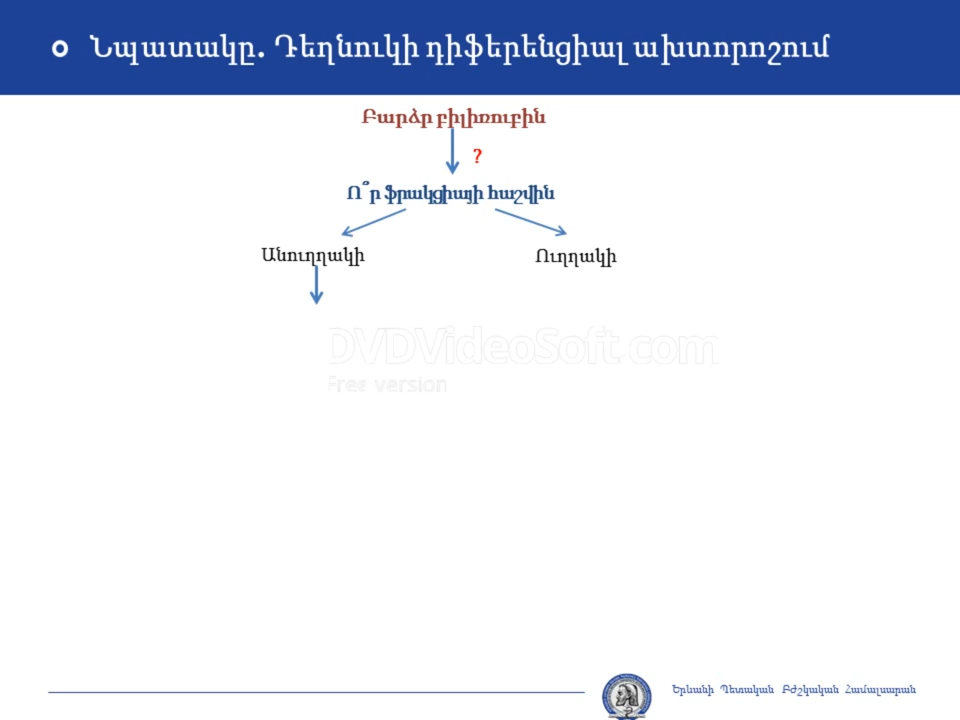 Նպատակը. Դեղնուկի դիֆերենցիալ ախտորոշում
Բարձր բիլիռուբին
?
Ո՞ր ֆրակցիայի հաշվին
Անուղղակի
Ուղղակի
DVDVideoSoft.com
Free version
Երևանի Պետական Բժշկական Համալսարան